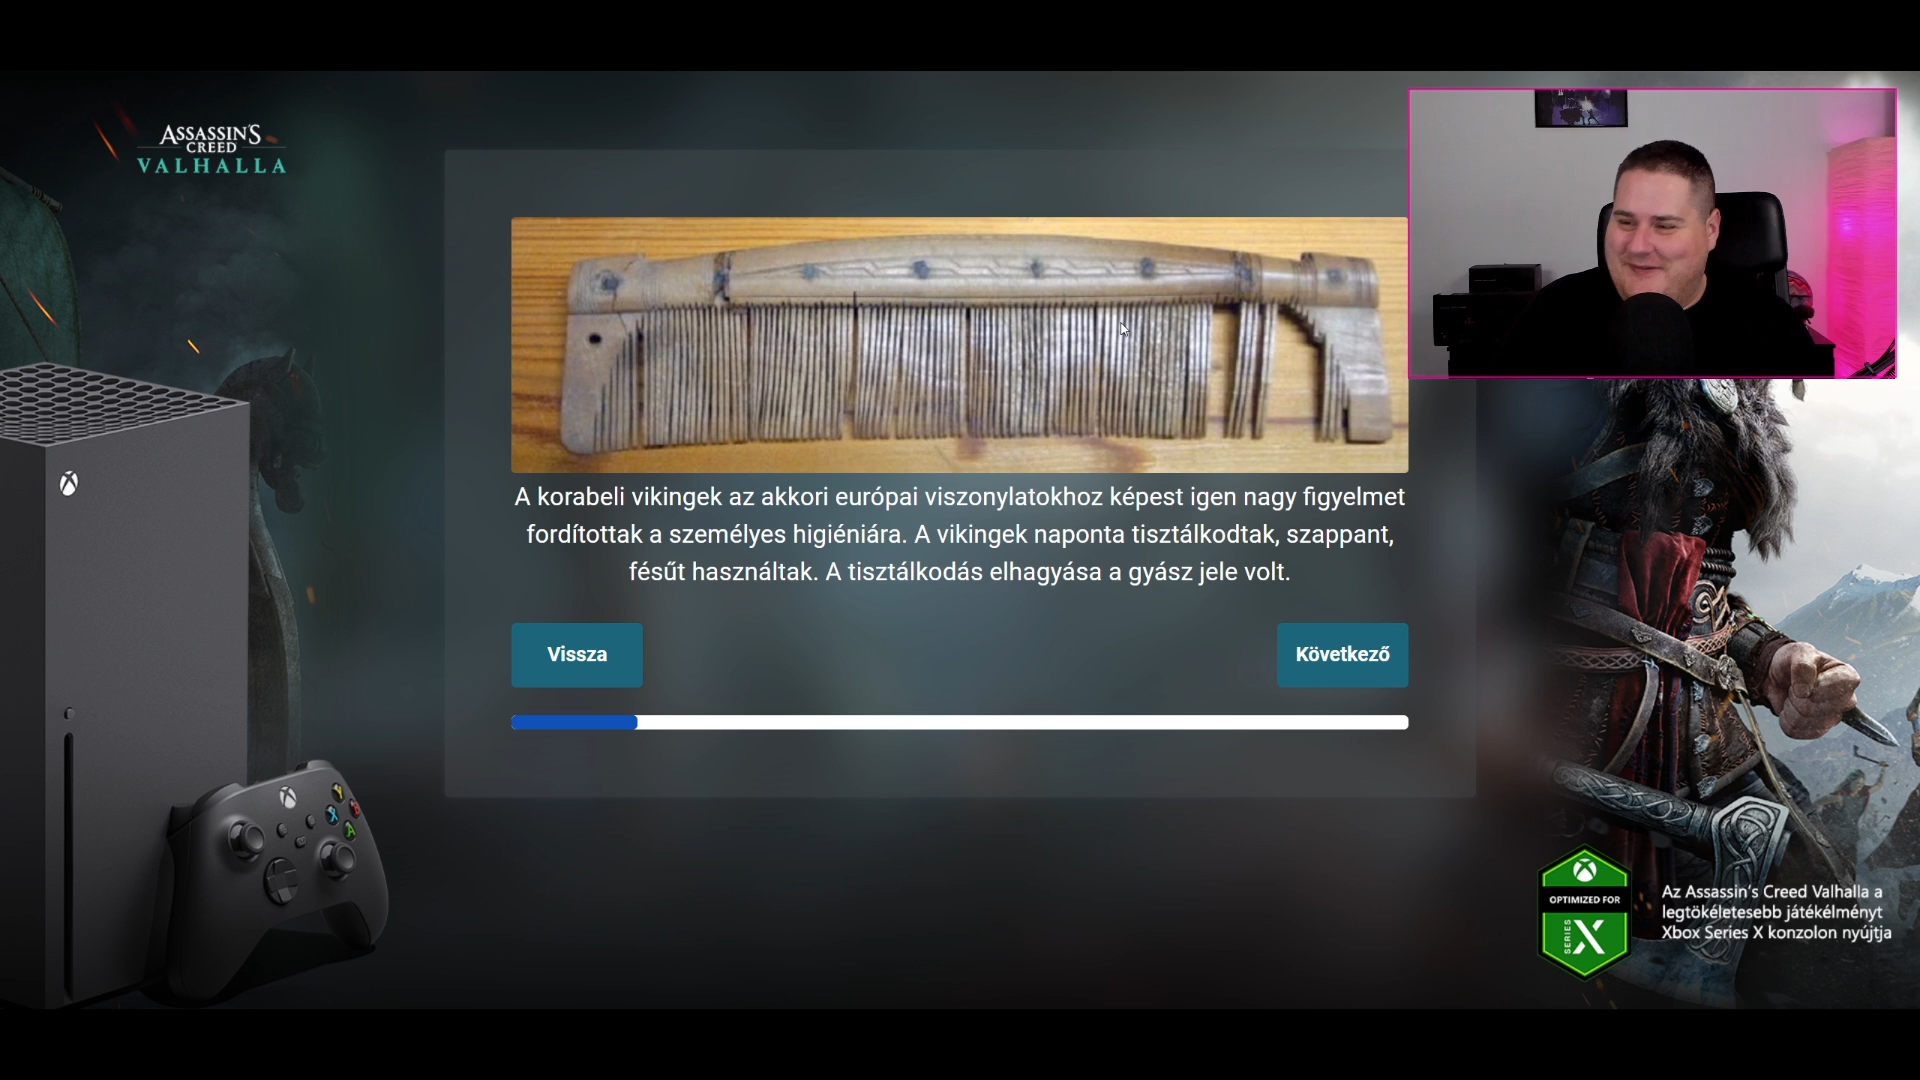 ASSASSIN'S
CREED
VALHALLA
A korabeli vikingek az akkori európai viszonylatokhoz képest igen nagy figyelmet
fordítottak a személyes higiéniára. A vikingek naponta tisztálkodtak, szappant,
fésűt használtak. A tisztálkodás elhagyása a gyász jele volt.
Vissza
Következő
Y
X
B
A
OPTIMIZED FOR
SERIES X
Az Assassin's Creed Valhalla a
legtökéletesebb játékélményt
Xbox Series X konzolon nyújtja